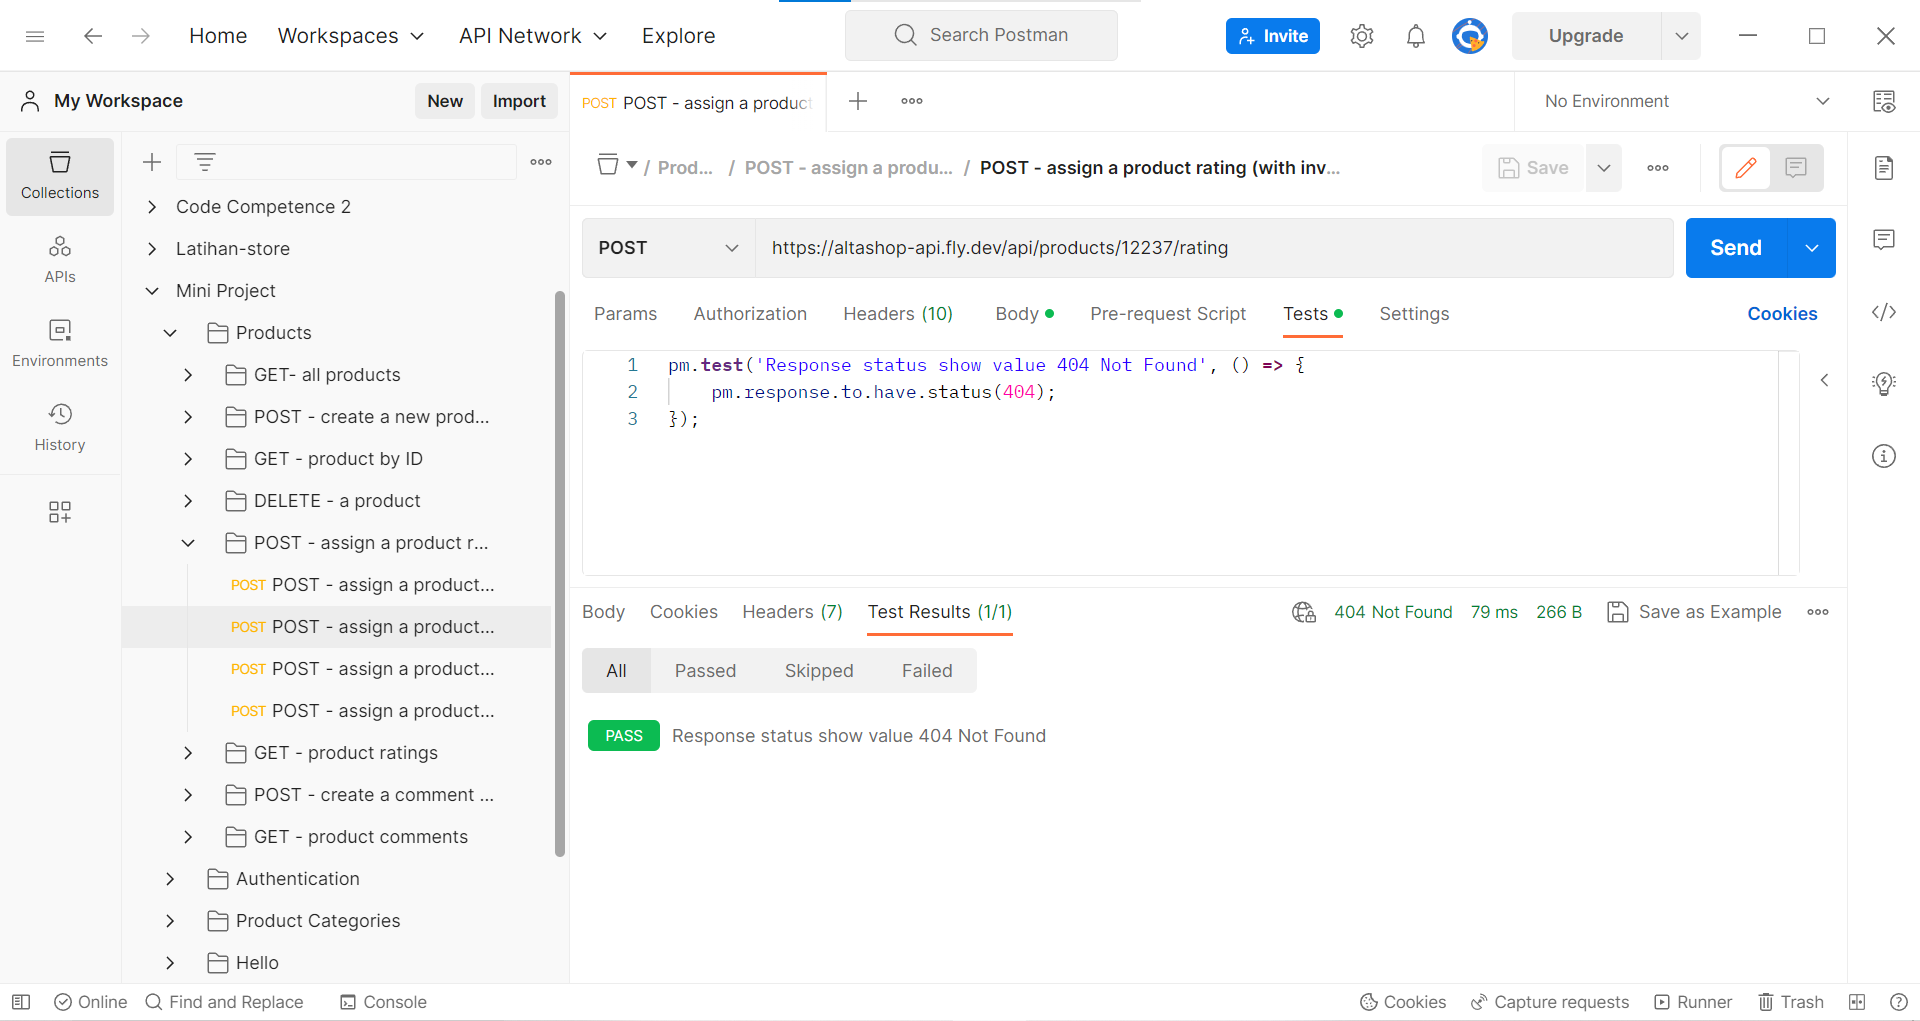 Home Workspaces API Network Explore Search Postman Invite Upgrade
My Workspace New Import
POST POST - assign a product
No Environment
Collections
APIs
Environments
History
Code Competence 2
Latihan-store
Mini Project
Products
GET- all products
POST - create a new prod...
GET - product by ID
DELETE - a product
POST - assign a product r...
POST POST - assign a product...
POST POST - assign a product...
POST POST - assign a product...
POST POST - assign a product...
GET - product ratings
POST - create a comment ...
GET - product comments
Authentication
Product Categories
Hello
/ Prod... / POST - assign a produ... / POST - assign a product rating (with inv... Save
POST https://altashop-api.fly.dev/api/products/12237/rating Send
Params Authorization Headers (10) Body Pre-request Script Tests Settings Cookies
1 pm.test('Response status show value 404 Not Found', () => {
2 pm.response.to.have.status(404);
3 });
Body Cookies Headers (7) Test Results (1/1) 404 Not Found 79 ms 266 B Save as Example
All Passed Skipped Failed
PASS Response status show value 404 Not Found
Online Find and Replace Console Cookies Capture requests Runner Trash